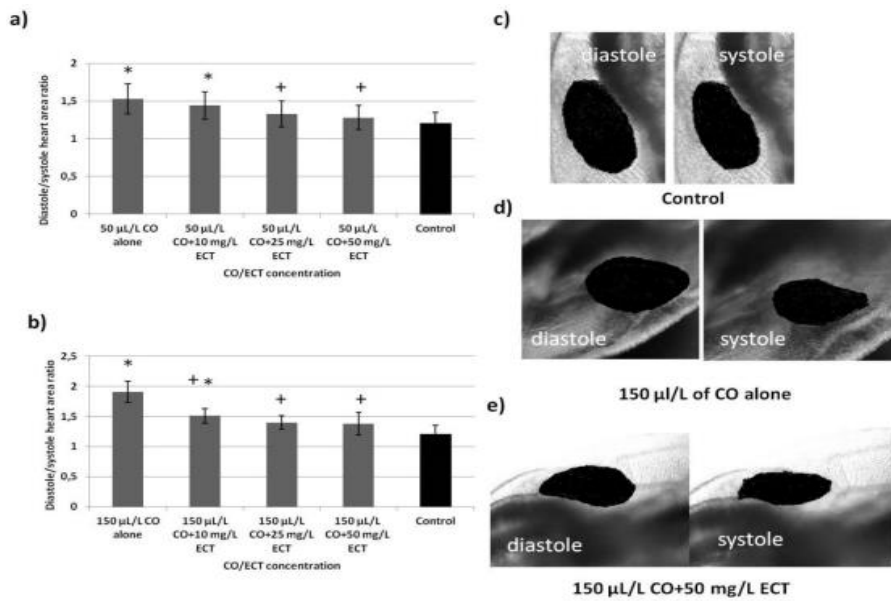 a)
Diastole/systole heart area ratio
2
1,5
1
0,5
0
*
*
+
+
50 µL/L CO alone
50 µL/L CO+10 mg/L ECT
50 µL/L CO+25 mg/L ECT
50 µL/L CO+50 mg/L ECT
Control
CO/ECT concentration
b)
Diastole/systole heart area ratio
2,5
2
1,5
1
0,5
0
*
+ *
+
+
150 µL/L CO alone
150 µL/L CO+10 mg/L ECT
150 µL/L CO+25 mg/L ECT
150 µL/L CO+50 mg/L ECT
Control
CO/ECT concentration
c)
diastole
systole
Control
d)
diastole
systole
150 µl/L of CO alone
e)
diastole
systole
150 µL/L CO+50 mg/L ECT